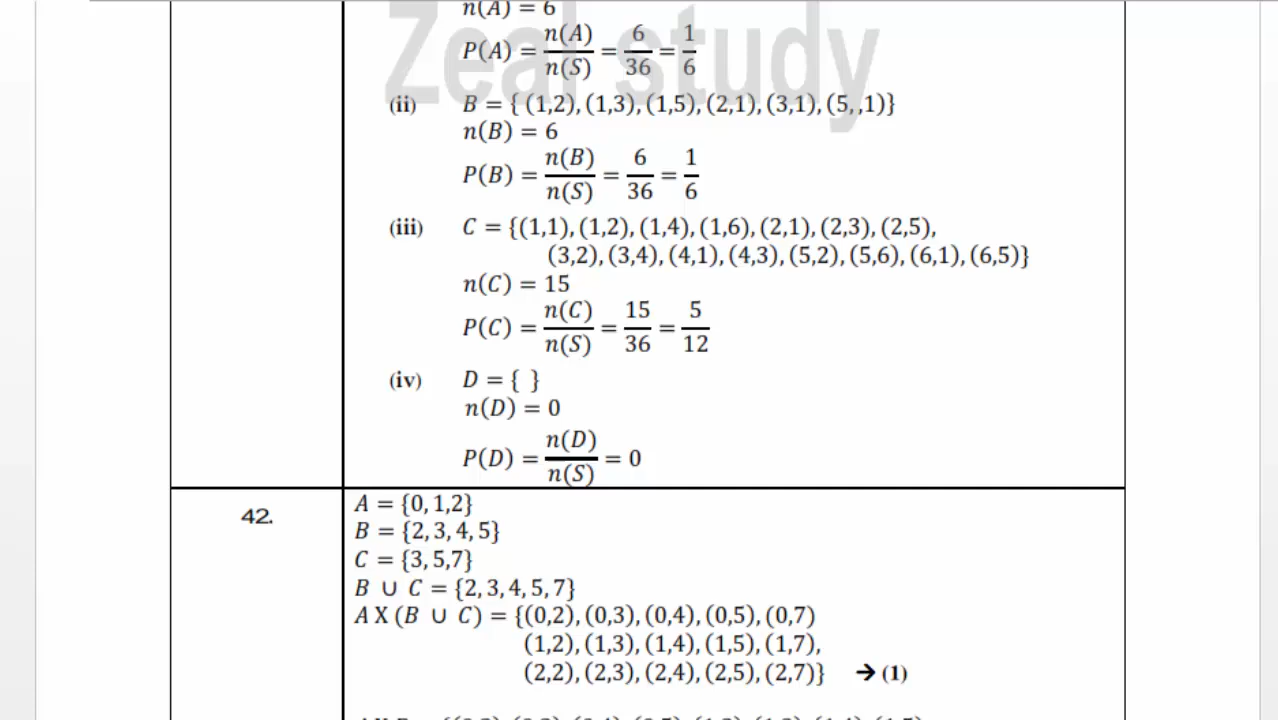 n(A) = 6
P(A) = n(A)/n(S) = 6/36 = 1/6
Zeal study
(ii) B = { (1,2), (1,3), (1,5), (2,1), (3,1), (5, ,1)}
n(B) = 6
P(B) = n(B)/n(S) = 6/36 = 1/6
(iii) C = {(1,1), (1,2), (1,4), (1,6), (2,1), (2,3), (2,5),
(3,2), (3,4), (4,1), (4,3), (5,2), (5,6), (6,1), (6,5)}
n(C) = 15
P(C) = n(C)/n(S) = 15/36 = 5/12
(iv) D = { }
n(D) = 0
P(D) = n(D)/n(S) = 0
42. A = {0, 1,2}
B = {2, 3, 4, 5}
C = {3, 5,7}
B ∪ C = {2, 3, 4, 5, 7}
A X (B ∪ C) = {(0,2), (0,3), (0,4), (0,5), (0,7)
(1,2), (1,3), (1,4), (1,5), (1,7),
(2,2), (2,3), (2,4), (2,5), (2,7)} → (1)